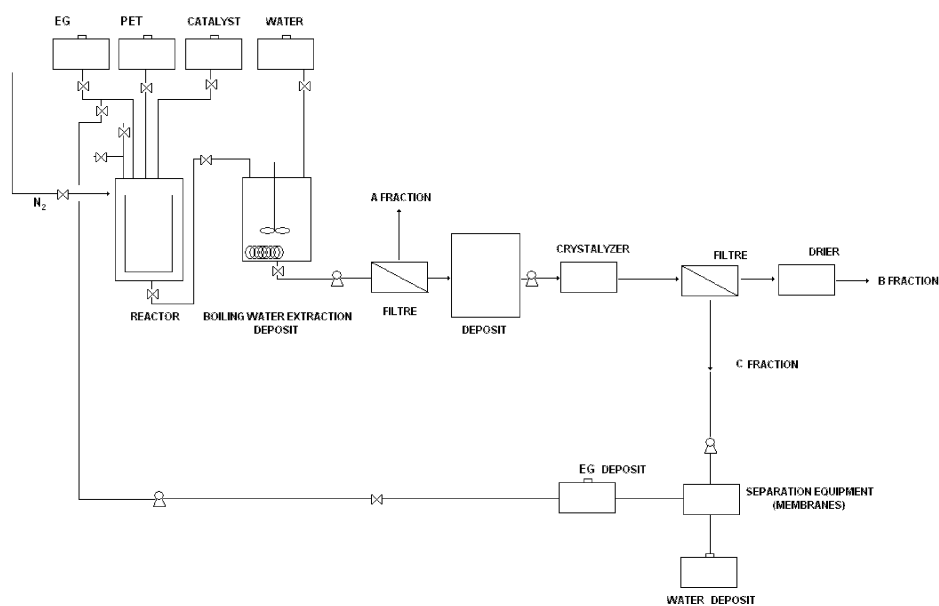 EG
PET
CATALYST
WATER
N2
REACTOR
BOILING WATER EXTRACTION
DEPOSIT
A FRACTION
FILTRE
DEPOSIT
CRYSTALYZER
FILTRE
DRIER
B FRACTION
C FRACTION
EG DEPOSIT
SEPARATION EQUIPMENT
(MEMBRANES)
WATER DEPOSIT